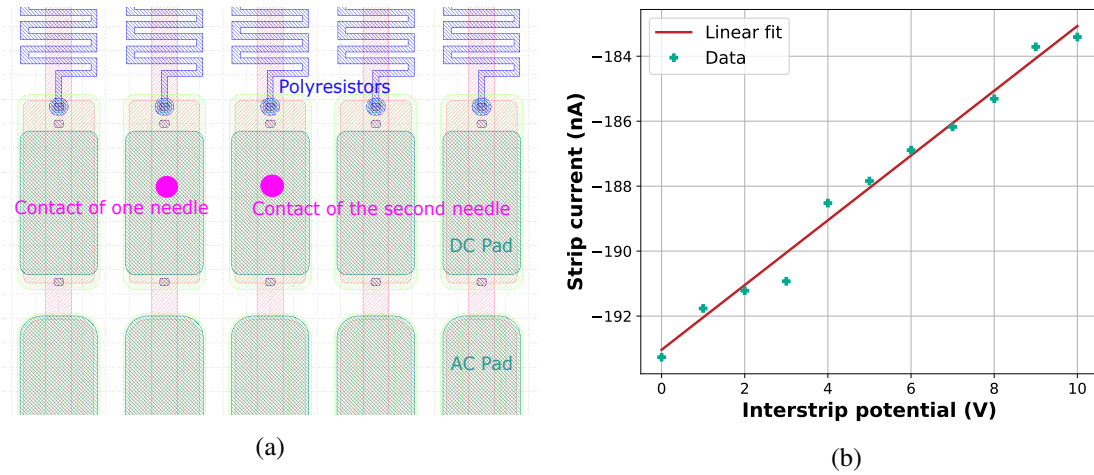 Polyresistors
Contact of one needle
Contact of the second needle
DC Pad
AC Pad
(a)
Linear fit
Data
Strip current (nA)
−184
−186
−188
−190
−192
0 2 4 6 8 10
Interstrip potential (V)
(b)